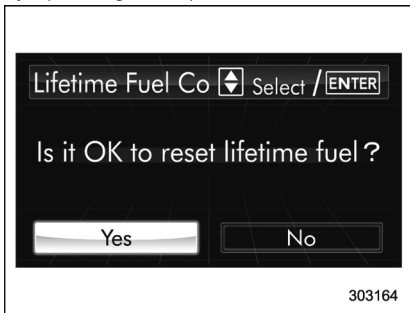 Lifetime Fuel Co Select / ENTER
Is it OK to reset lifetime fuel?
Yes No
303164